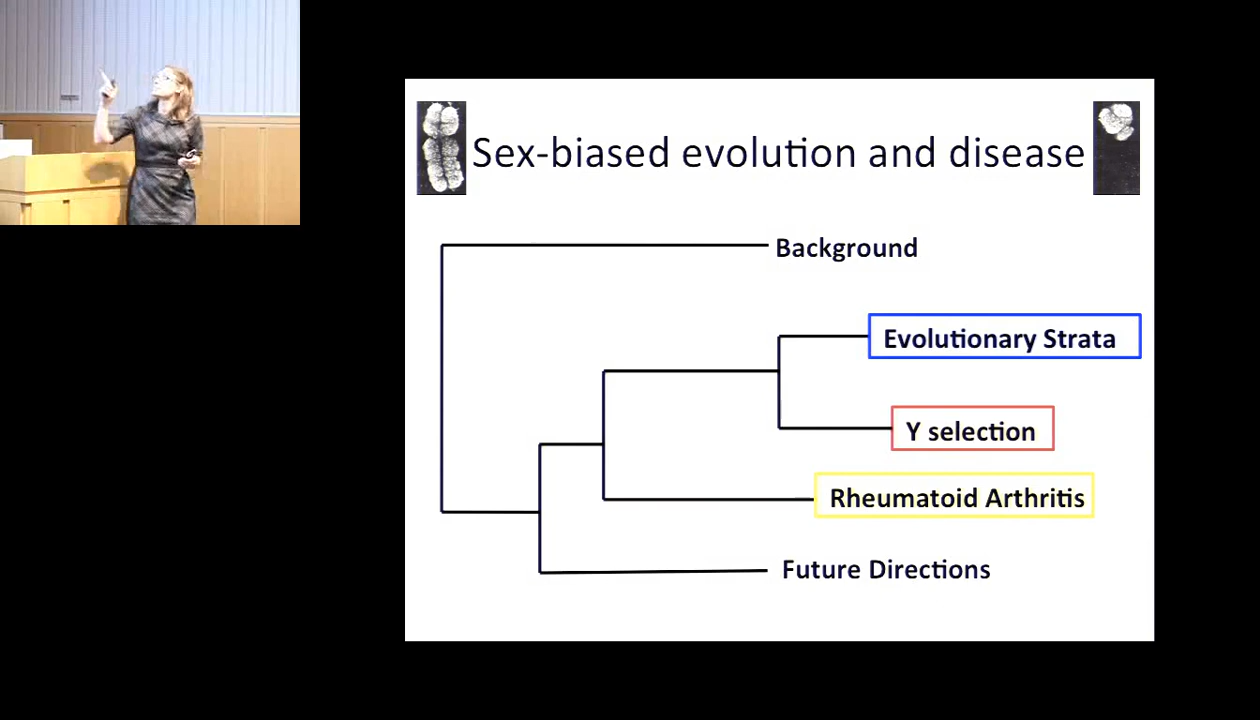 Sex-biased evolution and disease
Background
Evolutionary Strata
Y selection
Rheumatoid Arthritis
Future Directions